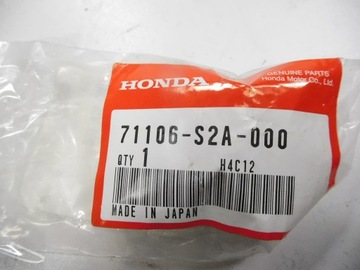 GENUINE PARTS
HONDA
Honda Motor Co., Ltd.
71106-S2A-000
QTY 1 H4C12
MADE IN JAPAN